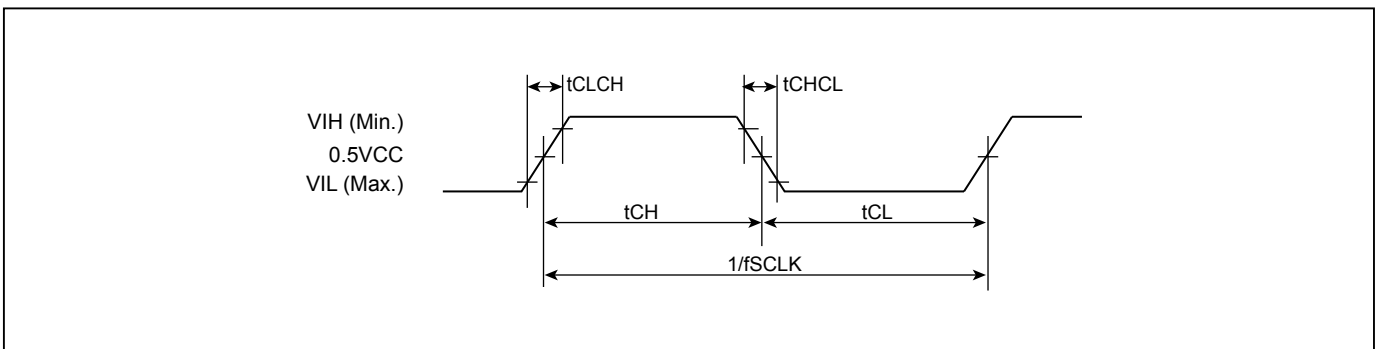 tCLCH
tCHCL
VIH (Min.)
0.5VCC
VIL (Max.)
tCH
tCL
1/fSCLK